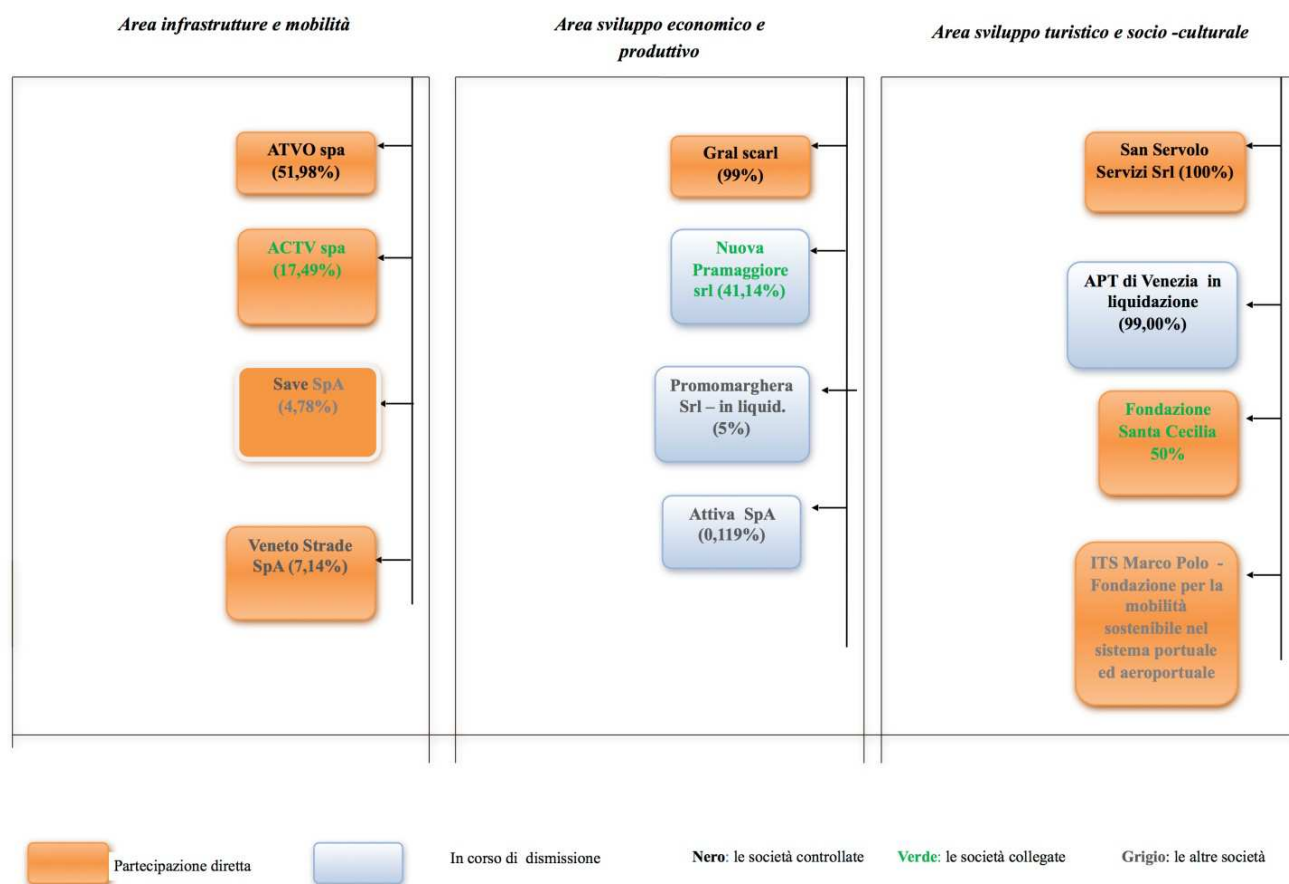 Area infrastrutture e mobilità
Area sviluppo economico e
produttivo
Area sviluppo turistico e socio -culturale
ATVO spa
(51,98%)
ACTV spa
(17,49%)
Save SpA
(4,78%)
Veneto Strade
SpA (7,14%)
Gral scarl
(99%)
Nuova
Pramaggiore
srl (41,14%)
Promomarghera
Srl – in liquid.
(5%)
Attiva SpA
(0,119%)
San Servolo
Servizi Srl (100%)
APT di Venezia in
liquidazione
(99,00%)
Fondazione
Santa Cecilia
50%
ITS Marco Polo -
Fondazione per la
mobilità
sostenibile nel
sistema portuale
ed aeroportuale
Partecipazione diretta
In corso di dismissione
Nero: le società controllate
Verde: le società collegate
Grigio: le altre società